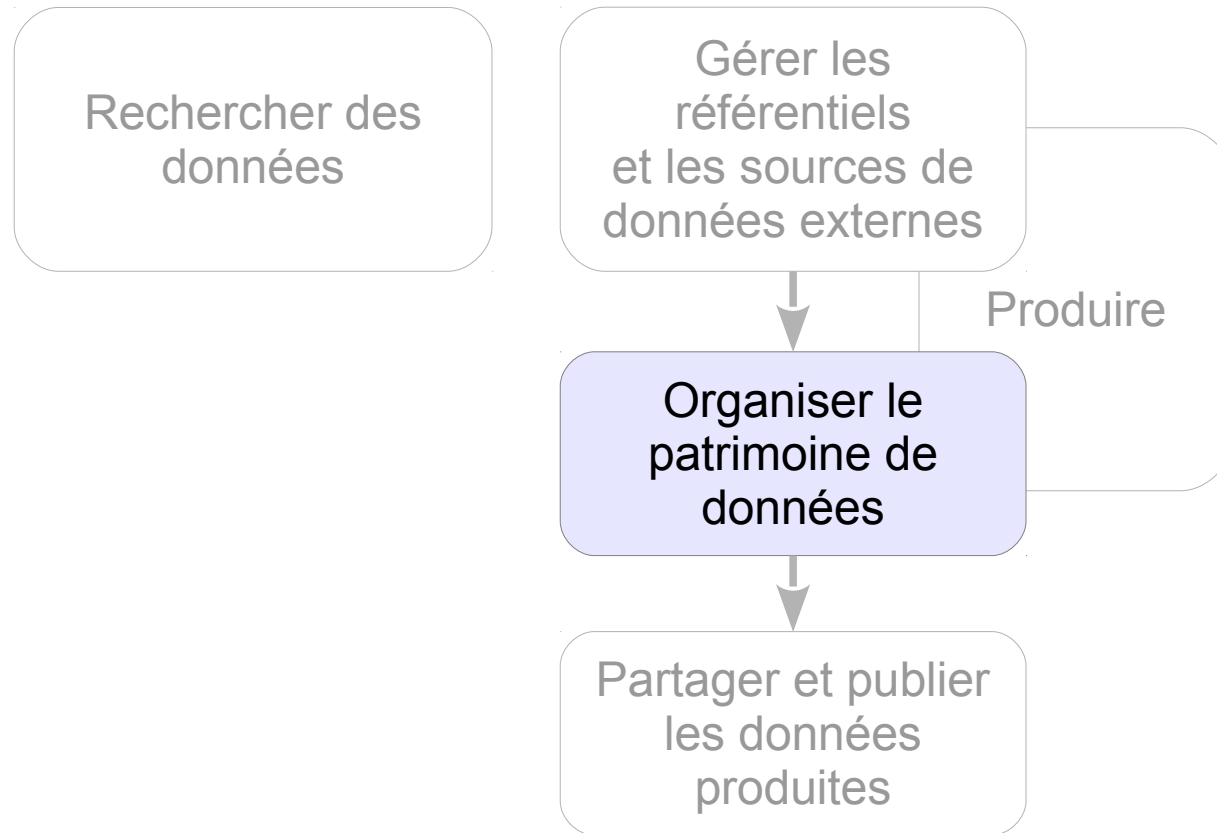 Rechercher des
données
Gérer les
référentiels
et les sources de
données externes
Produire
Organiser le
patrimoine de
données
Partager et publier
les données
produites